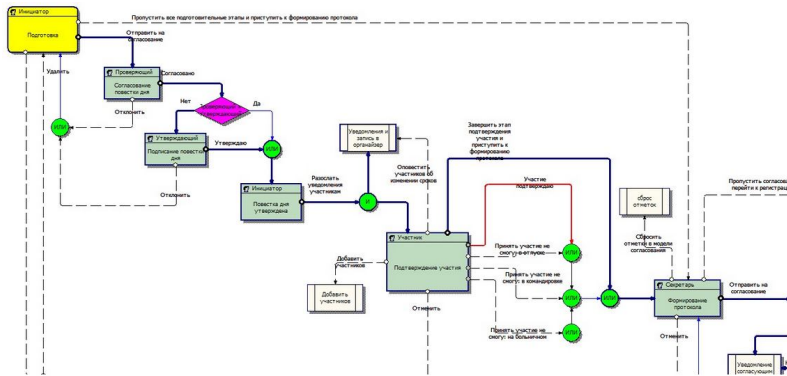 Инициатор
Подготовка
Пропустить все подготовительные этапы и приступить к формированию протокола
Отправить на
согласование
Удалить
Проверяющий
Согласование
повестки дня
Согласовано
Отклонить
ИЛИ
Нет
Да
Утверждающий
Подписание повестки
дня
Утверждаю
ИЛИ
Отклонить
Инициатор
Повестка дня
утверждена
Разослать
уведомления
участникам
И
Уведомления и
запись в
органайзер
Оповестить
участников об
изменении сроков
Завершить этап
подтверждения
участия и
приступить к
формированию
протокола
Участие
подтверждаю
Участник
Подтверждение участия
Добавить
участников
Добавить
участников
Отменить
Принять участие не
смогу: в отпуске
ИЛИ
Принять участие не
смогу: в командировке
ИЛИ
ИЛИ
Принять участие не
смогу: на больничном
ИЛИ
сброс
отметок
Сбросить
отметки в модели
согласования
Пропустить согласова
перейти к регистрац
Секретарь
Формирование
протокола
Отправить на
согласование
Отменить
Уведомление
согласующим